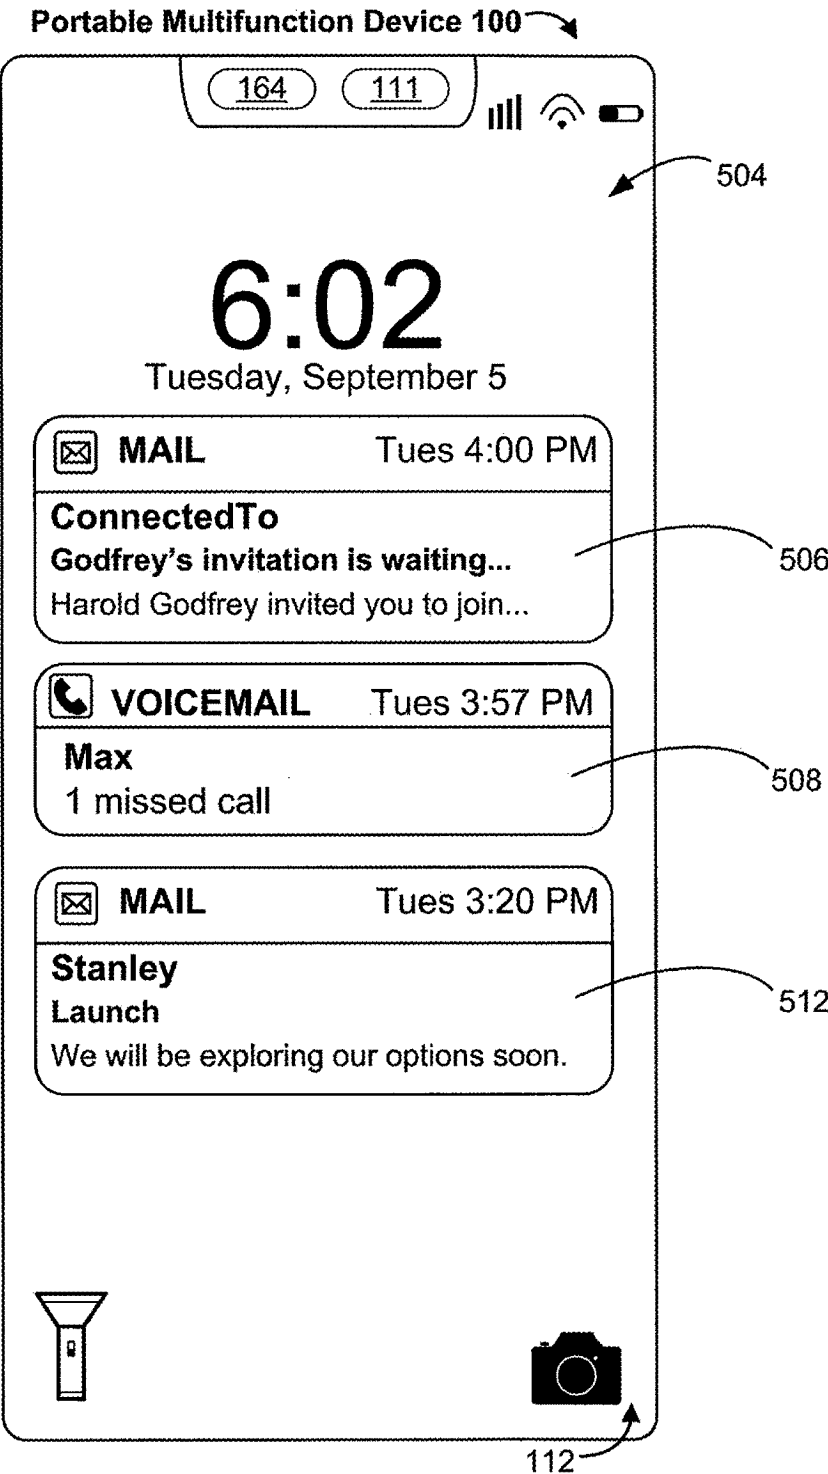 Portable Multifunction Device 100
164 111
504
6:02
Tuesday, September 5
MAIL Tues 4:00 PM
ConnectedTo
Godfrey's invitation is waiting...
506
Harold Godfrey invited you to join...
VOICEMAIL Tues 3:57 PM
Max
508
1 missed call
MAIL Tues 3:20 PM
Stanley
512
Launch
We will be exploring our options soon.
112